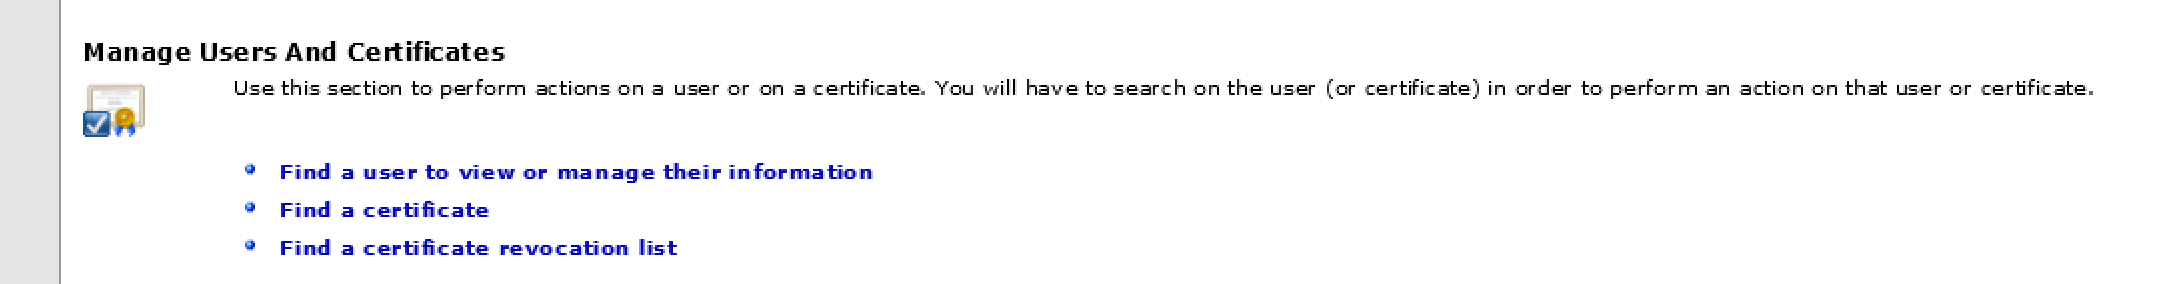 Manage Users And Certificates
Use this section to perform actions on a user or on a certificate. You will have to search on the user (or certificate) in order to perform an action on that user or certificate.
Find a user to view or manage their information
Find a certificate
Find a certificate revocation list